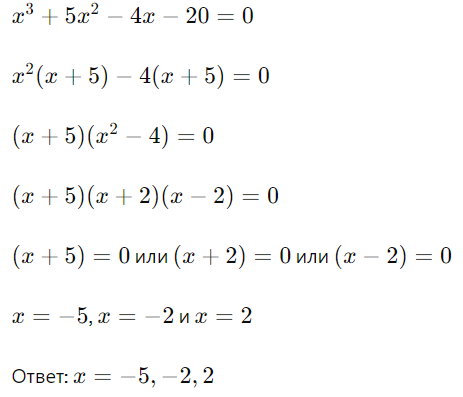 x³ + 5x² − 4x − 20 = 0
x²(x + 5) − 4(x + 5) = 0
(x + 5)(x² − 4) = 0
(x + 5)(x + 2)(x − 2) = 0
(x + 5) = 0 или (x + 2) = 0 или (x − 2) = 0
x = −5, x = −2 и x = 2
Ответ: x = −5, −2, 2